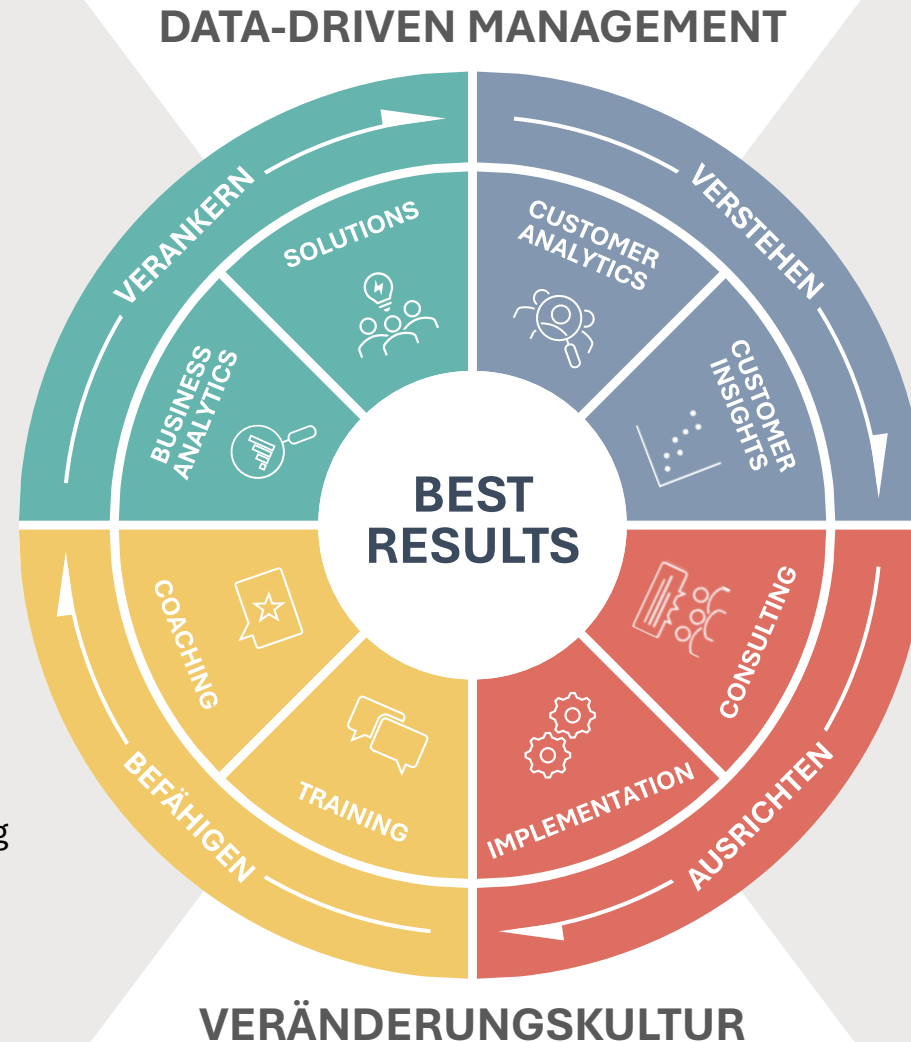 DATA-DRIVEN MANAGEMENT
VERANKERN
VERSTEHEN
SOLUTIONS
CUSTOMER
ANALYTICS
BUSINESS
ANALYTICS
CUSTOMER
INSIGHTS
BEST
RESULTS
COACHING
CONSULTING
TRAINING
IMPLEMENTATION
BEFÄHIGEN
AUSRICHTEN
g
VERÄNDERUNGSKULTUR